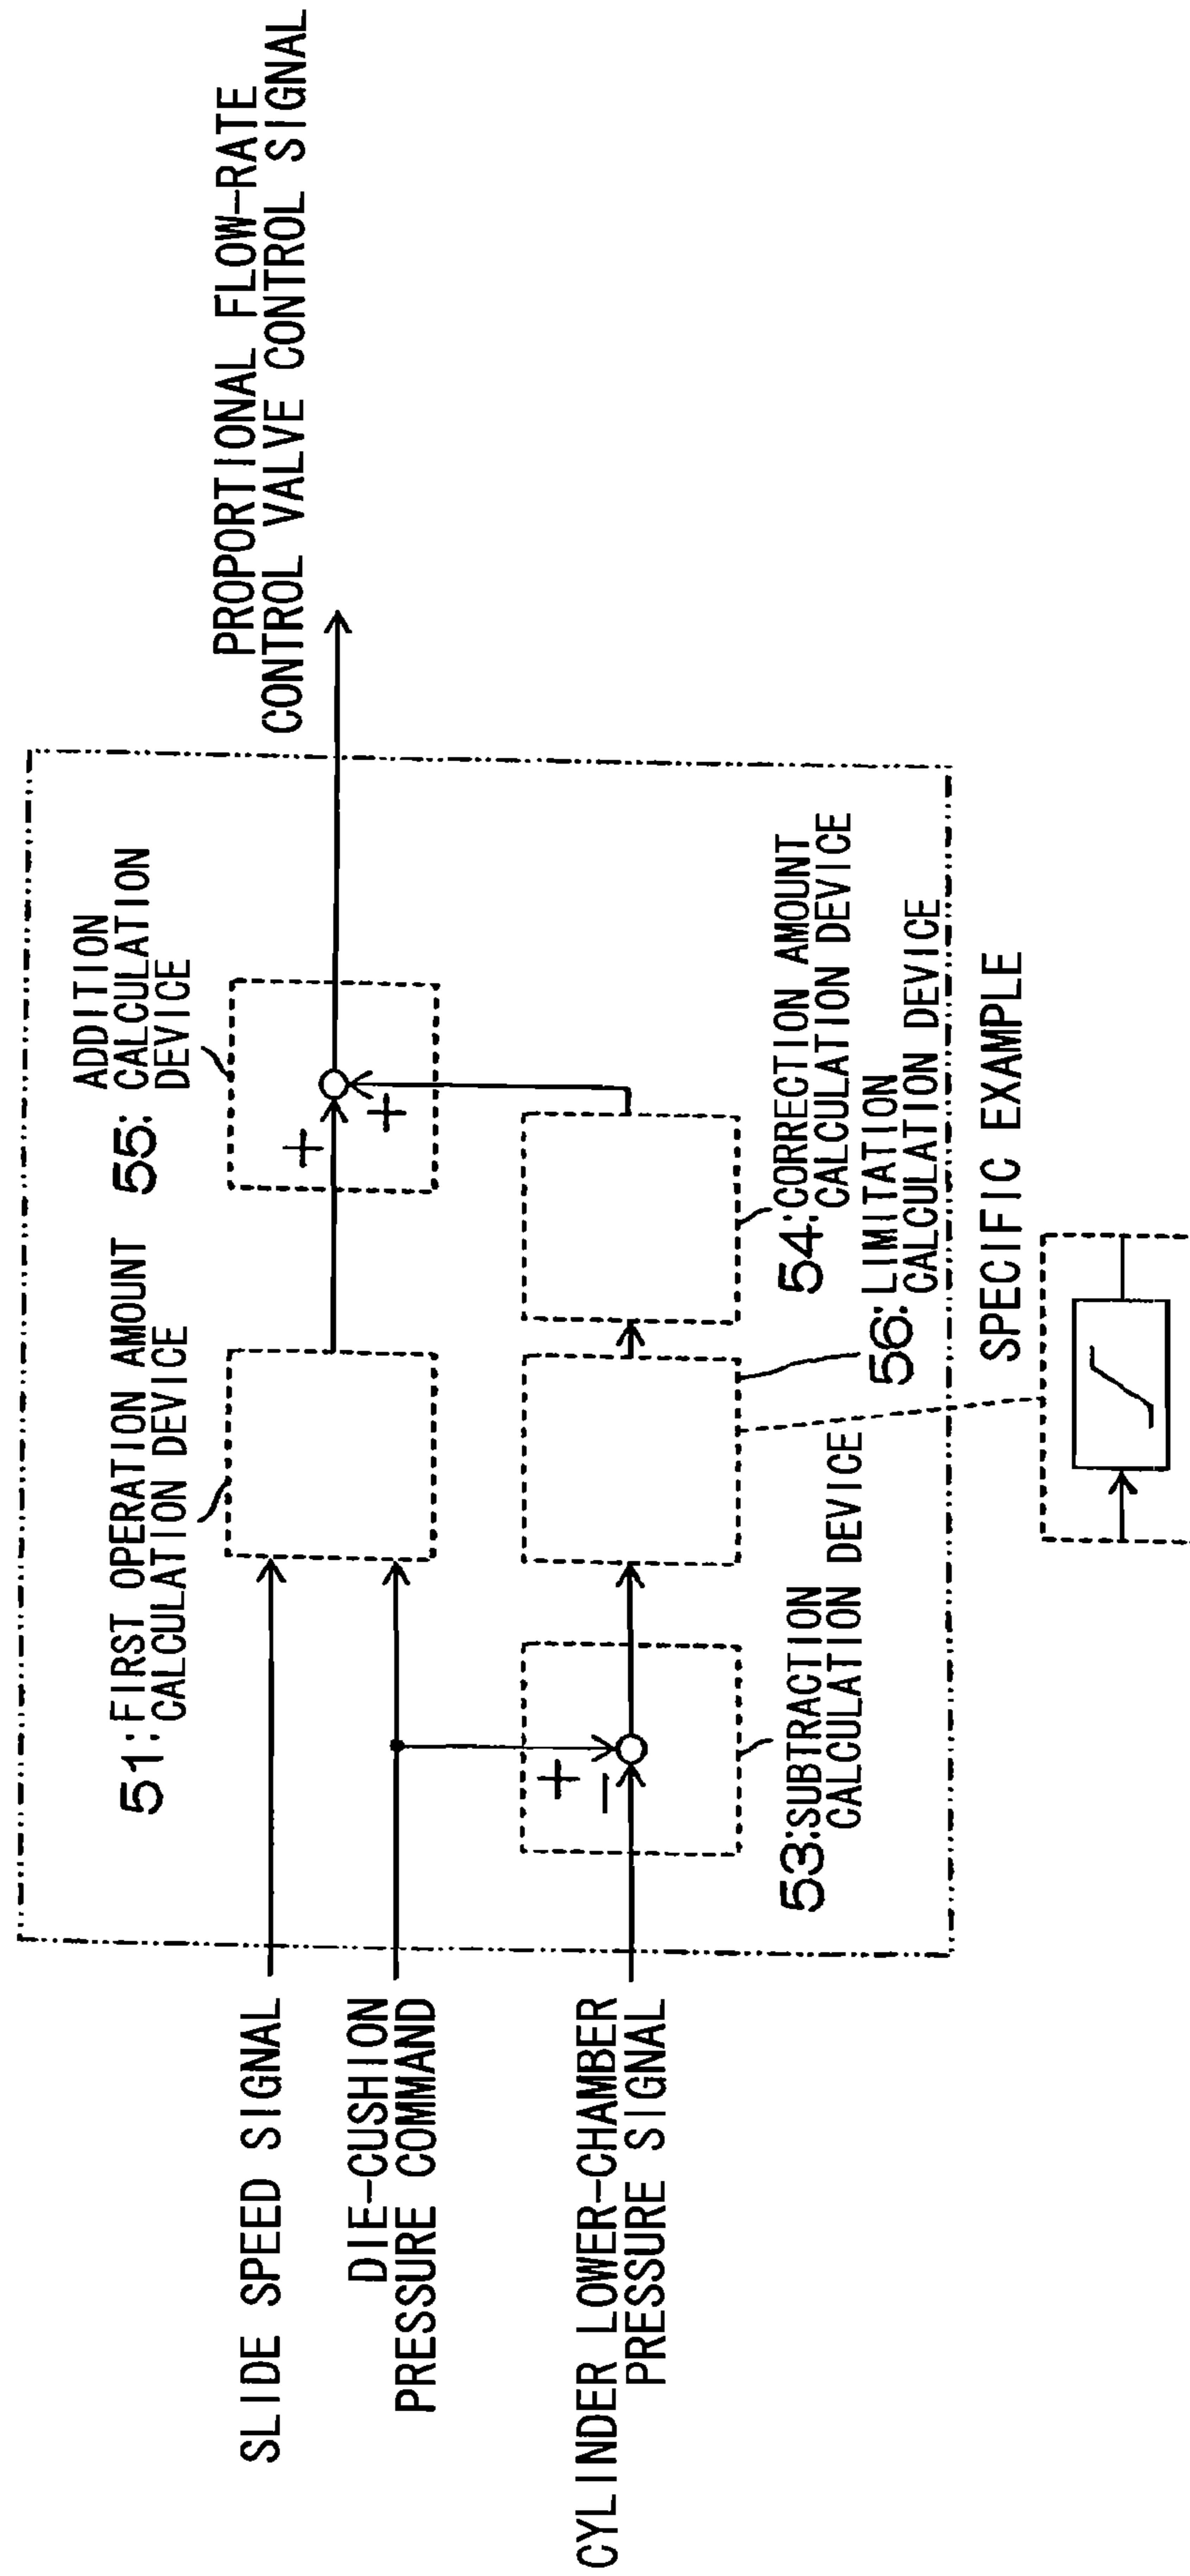 SLIDE SPEED SIGNAL
DIE-CUSHION
PRESSURE COMMAND
CYLINDER LOWER-CHAMBER
PRESSURE SIGNAL
51:FIRST OPERATION AMOUNT
CALCULATION DEVICE
ADDITION
55: CALCULATION
DEVICE
+
+
+
−
53:SUBTRACTION
CALCULATION DEVICE
54:CORRECTION AMOUNT
CALCULATION DEVICE
56:LIMITATION
CALCULATION DEVICE
SPECIFIC EXAMPLE
PROPORTIONAL FLOW-RATE
CONTROL VALVE CONTROL SIGNAL